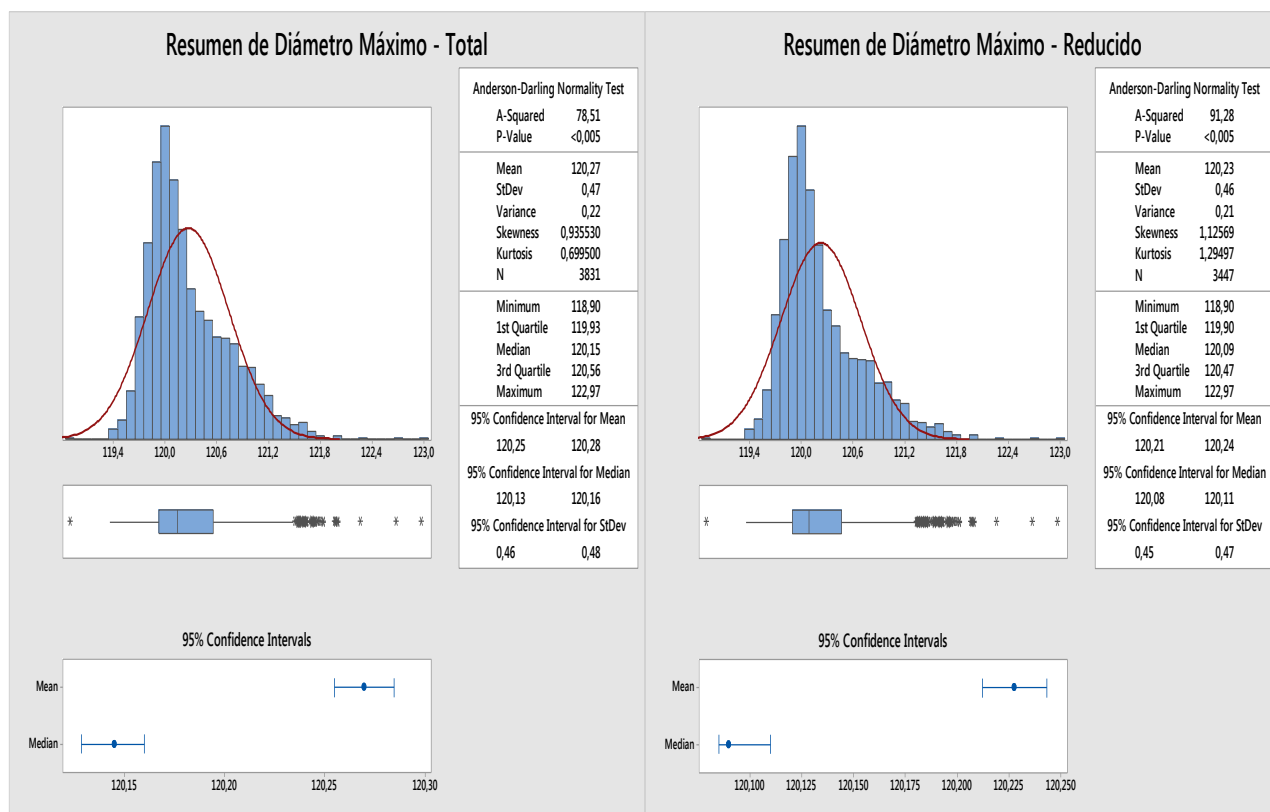 Resumen de Diámetro Máximo - Total
Anderson-Darling Normality Test
A-Squared 78,51
P-Value <0,005
Mean 120,27
StDev 0,47
Variance 0,22
Skewness 0,935530
Kurtosis 0,699500
N 3831
Minimum 118,90
1st Quartile 119,93
Median 120,15
3rd Quartile 120,56
Maximum 122,97
95% Confidence Interval for Mean
120,25 120,28
95% Confidence Interval for Median
120,13 120,16
95% Confidence Interval for StDev
0,46 0,48
119,4 120,0 120,6 121,2 121,8 122,4 123,0
95% Confidence Intervals
Mean
Median
120,15 120,20 120,25 120,30
Resumen de Diámetro Máximo - Reducido
Anderson-Darling Normality Test
A-Squared 91,28
P-Value <0,005
Mean 120,23
StDev 0,46
Variance 0,21
Skewness 1,12569
Kurtosis 1,29497
N 3447
Minimum 118,90
1st Quartile 119,90
Median 120,09
3rd Quartile 120,47
Maximum 122,97
95% Confidence Interval for Mean
120,21 120,24
95% Confidence Interval for Median
120,08 120,11
95% Confidence Interval for StDev
0,45 0,47
119,4 120,0 120,6 121,2 121,8 122,4 123,0
95% Confidence Intervals
Mean
Median
120,100 120,125 120,150 120,175 120,200 120,225 120,250